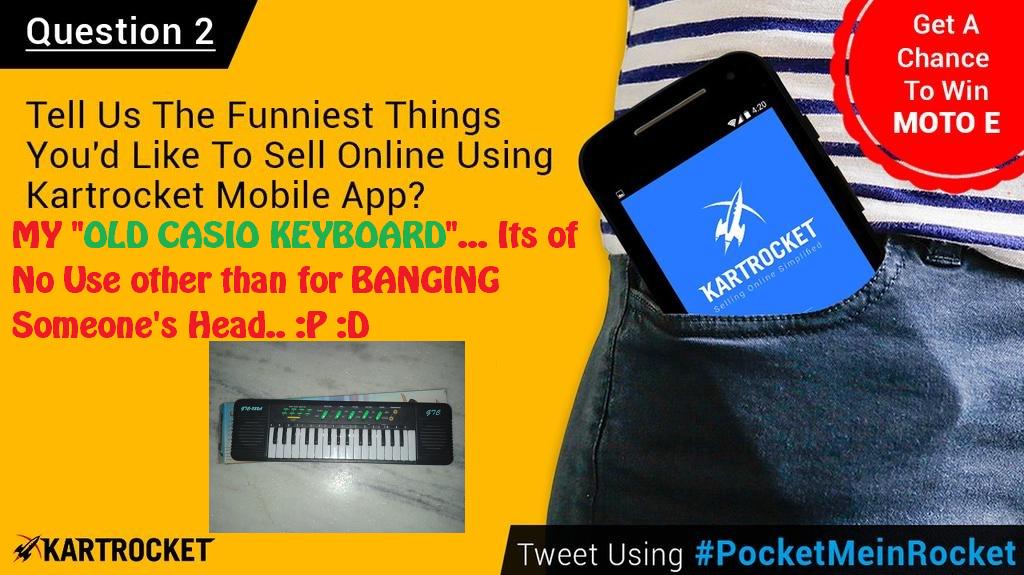 Question 2
Tell Us The Funniest Things
You'd Like To Sell Online Using
Kartrocket Mobile App?
MY "OLD CASIO KEYBOARD"... Its of
No Use other than for BANGING
Someone's Head.. :P :D
Get A
Chance
To Win
MOTO E
4:20
KARTROCKET
Selling Online Simplified
GTC
KARTROCKET
Tweet Using #PocketMeinRocket